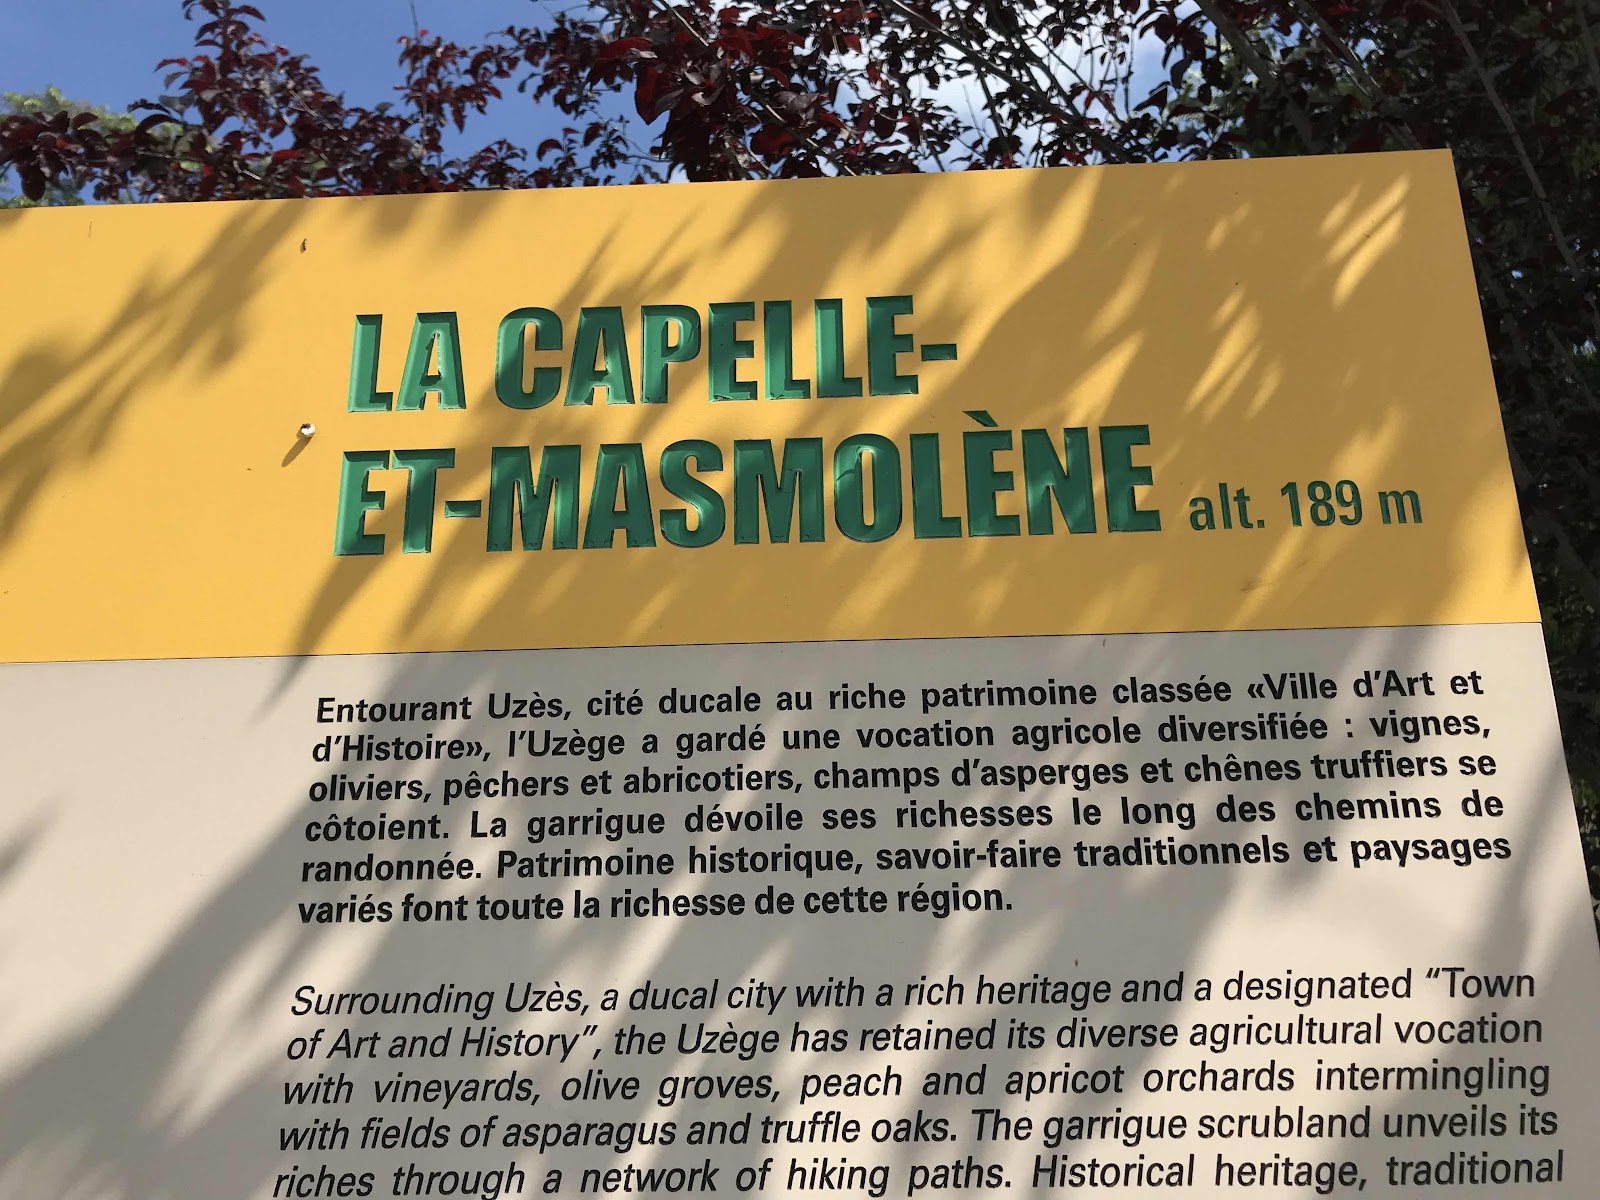 LA CAPELLE-
ET-MASMOLÈNE alt. 189 m
Entourant Uzès, cité ducale au riche patrimoine classée «Ville d’Art et
d’Histoire», l’Uzège a gardé une vocation agricole diversifiée : vignes,
oliviers, pêchers et abricotiers, champs d’asperges et chênes truffiers se
côtoient. La garrigue dévoile ses richesses le long des chemins de
randonnée. Patrimoine historique, savoir-faire traditionnels et paysages
variés font toute la richesse de cette région.
Surrounding Uzès, a ducal city with a rich heritage and a designated “Town
of Art and History”, the Uzège has retained its diverse agricultural vocation
with vineyards, olive groves, peach and apricot orchards intermingling
with fields of asparagus and truffle oaks. The garrigue scrubland unveils its
riches through a network of hiking paths. Historical heritage, traditional